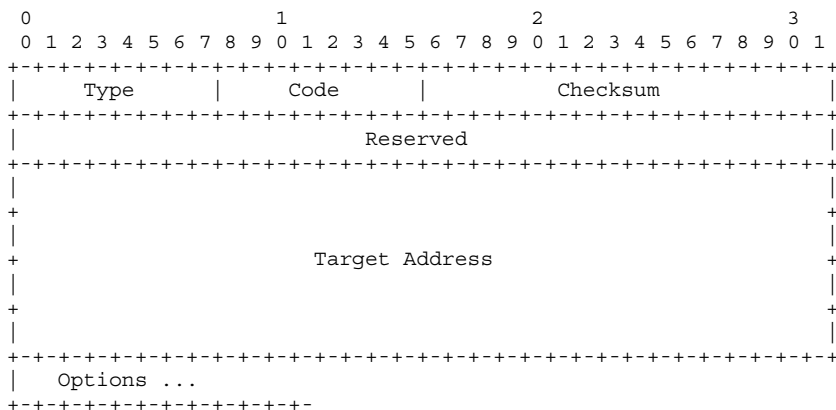 0                   1                   2                   3
 0 1 2 3 4 5 6 7 8 9 0 1 2 3 4 5 6 7 8 9 0 1 2 3 4 5 6 7 8 9 0 1
+-+-+-+-+-+-+-+-+-+-+-+-+-+-+-+-+-+-+-+-+-+-+-+-+-+-+-+-+-+-+-+-+
|     Type      |     Code      |          Checksum             |
+-+-+-+-+-+-+-+-+-+-+-+-+-+-+-+-+-+-+-+-+-+-+-+-+-+-+-+-+-+-+-+-+
|                           Reserved                            |
+-+-+-+-+-+-+-+-+-+-+-+-+-+-+-+-+-+-+-+-+-+-+-+-+-+-+-+-+-+-+-+-+
|                                                               |
+                                                               +
|                                                               |
+                       Target Address                          +
|                                                               |
+                                                               +
|                                                               |
+-+-+-+-+-+-+-+-+-+-+-+-+-+-+-+-+-+-+-+-+-+-+-+-+-+-+-+-+-+-+-+-+
|   Options ...
+-+-+-+-+-+-+-+-+-+-+-+-